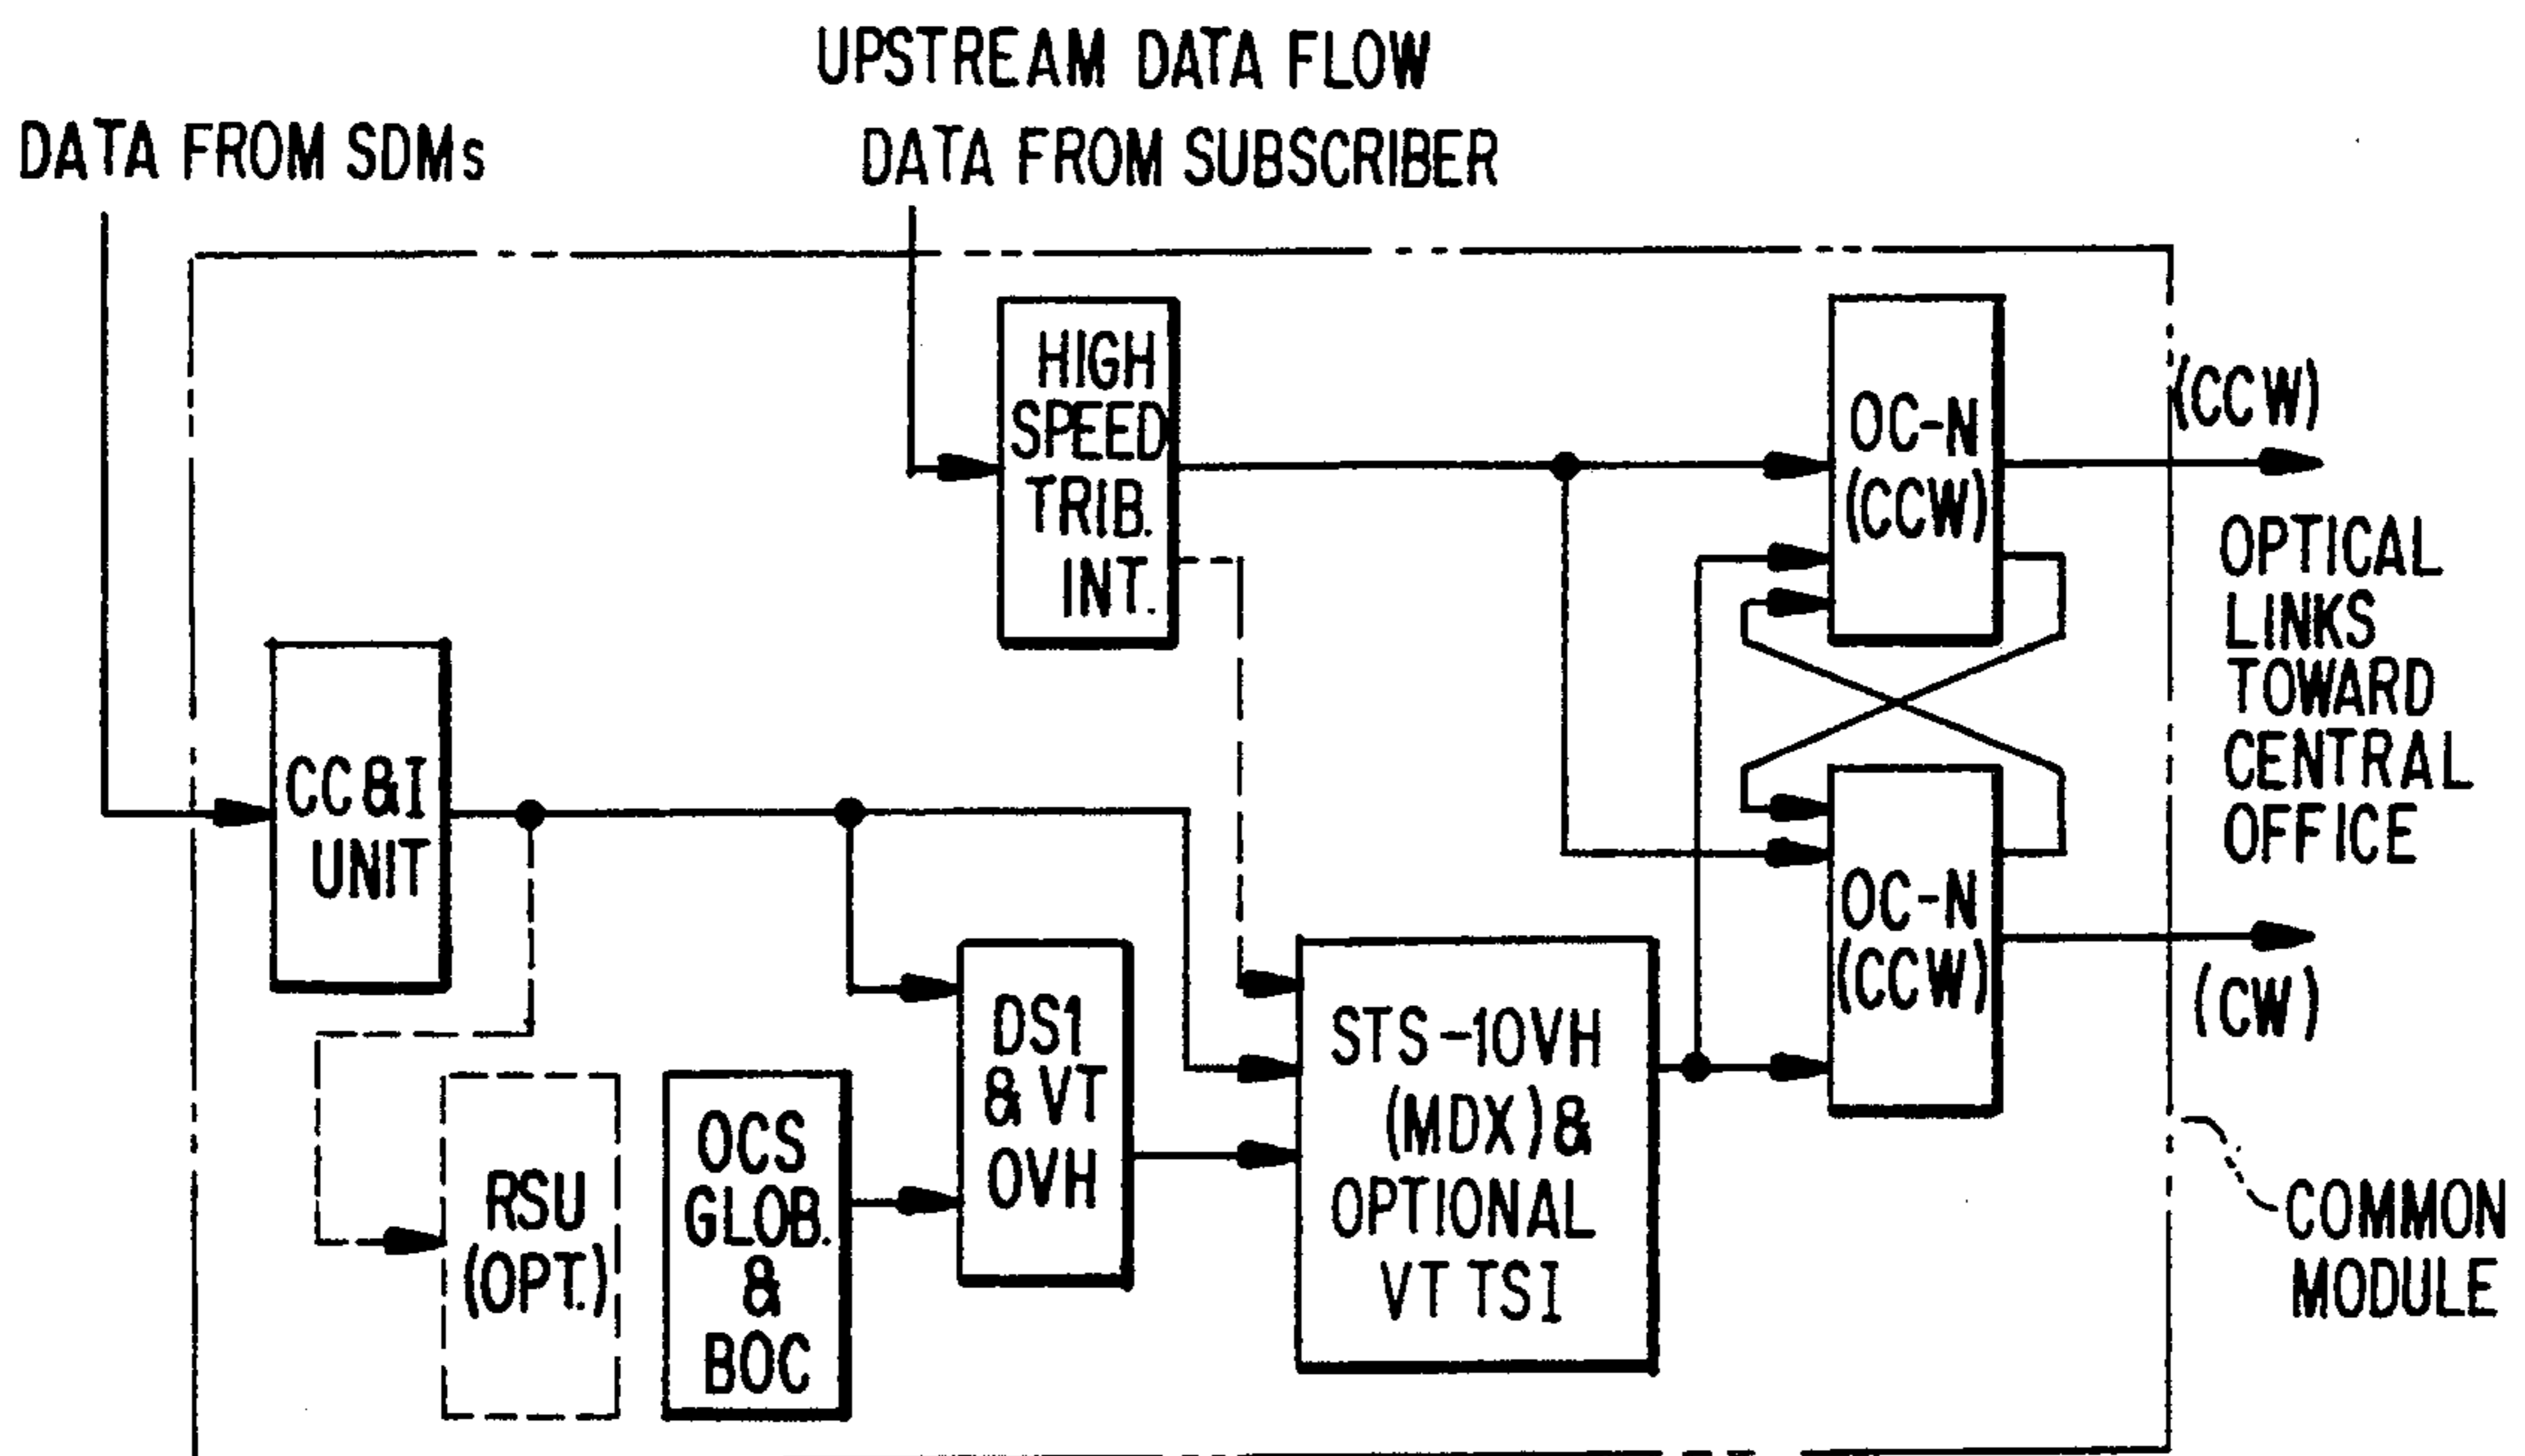 UPSTREAM DATA FLOW
DATA FROM SDMs
DATA FROM SUBSCRIBER
HIGH
SPEED
TRIB.
INT.
OC-N
(CCW)
(CCW)
OPTICAL
LINKS
TOWARD
CENTRAL
OFFICE
CC&I
UNIT
OC-N
(CCW)
(CW)
DS1
& VT
OVH
STS-10VH
(MDX)&
OPTIONAL
VT TSI
RSU
(OPT.)
OCS
GLOB.
&
BOC
COMMON
MODULE